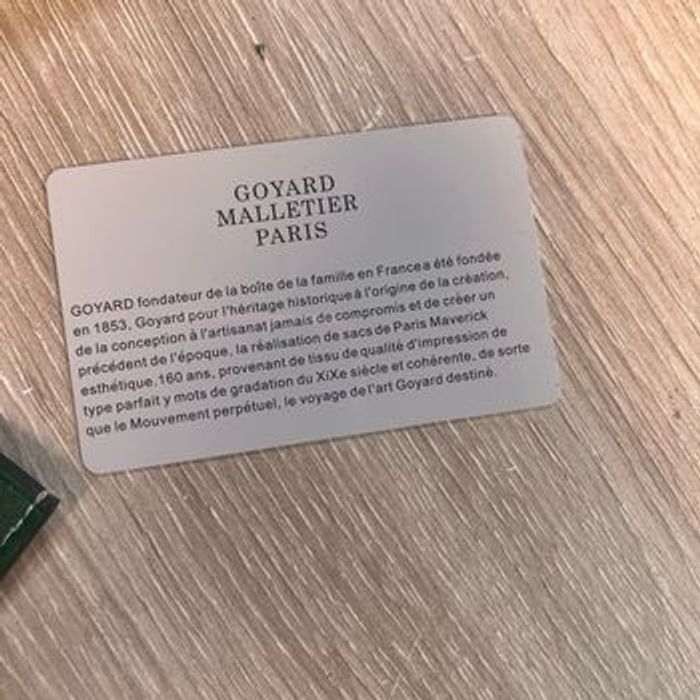 GOYARD
MALLETIER
PARIS
GOYARD fondateur de la boîte de la famille en Francea été fondée
en 1853, Goyard pour l'héritage historique à l'origine de la création,
de la conception à l'artisanat jamais de compromis et de créer un
précédent de l'époque, la réalisation de sacs de Paris Maverick
esthétique.160 ans, provenant de tissu de qualité d'impression de
type parfait y mots de gradation du XiXe siècle et cohérente, de sorte
que le Mouvement perpétuel, le voyage de l'art Goyard destiné.